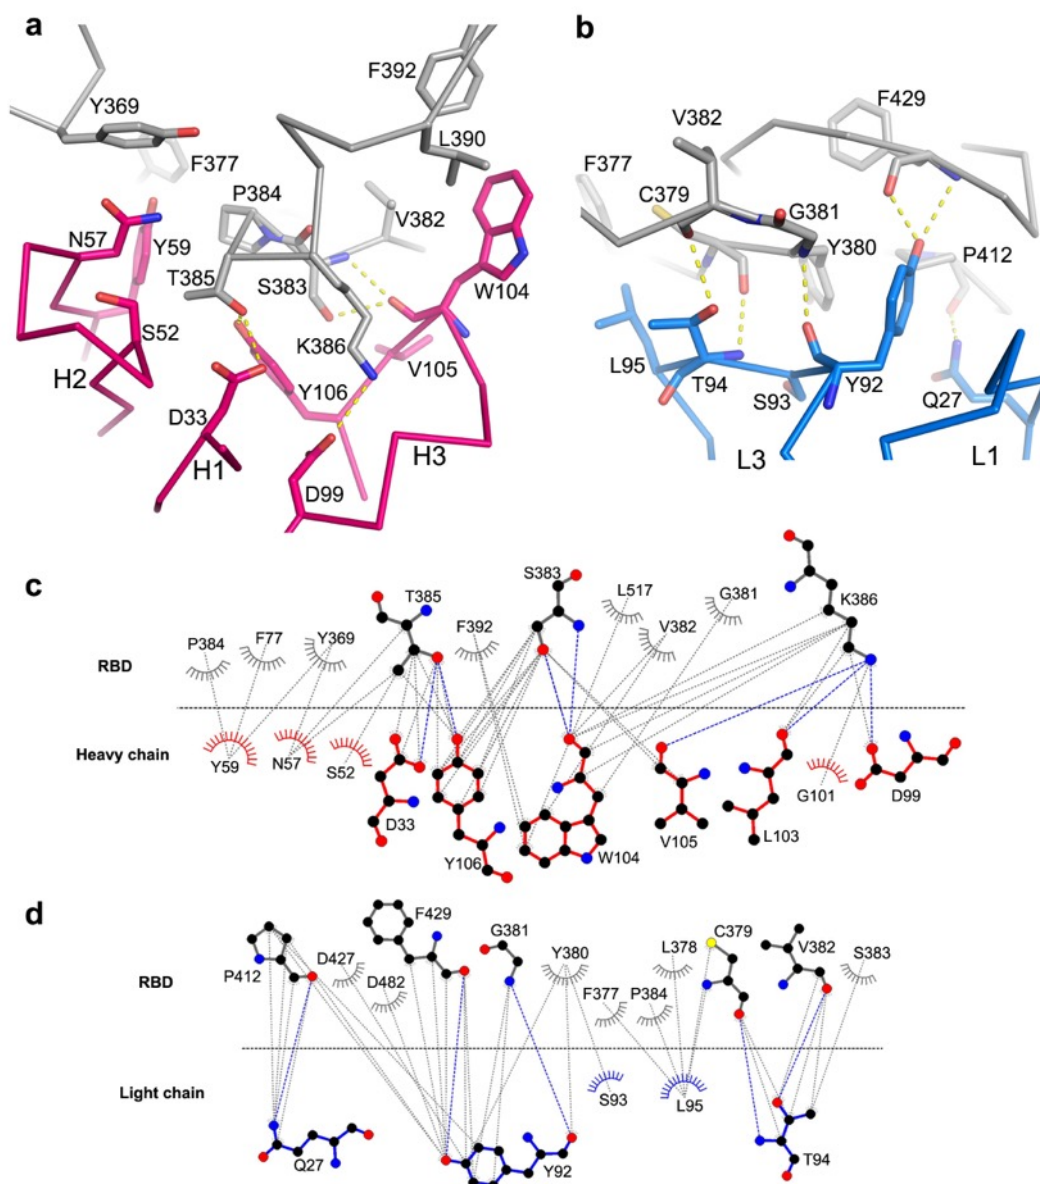 a
F392
Y369
L390
F377
P384
V382
N57
Y59
T385
S383
W104
S52
K386
H2
V105
Y106
D33
H1
H3
D99
b
F429
V382
F377
C379
G381
Y380
P412
L95
T94
Y92
S93
Q27
L3
L1
c
S383
T385
L517
G381
K386
P384
F77
Y369
F392
V382
RBD
Heavy chain
Y59
N57
S52
D33
Y106
W104
V105
L103
G101
D99
d
F429
G381
C379
P412
D427
D482
Y380
L378
V382
S383
F377
P384
RBD
Light chain
S93
L95
Q27
Y92
T94